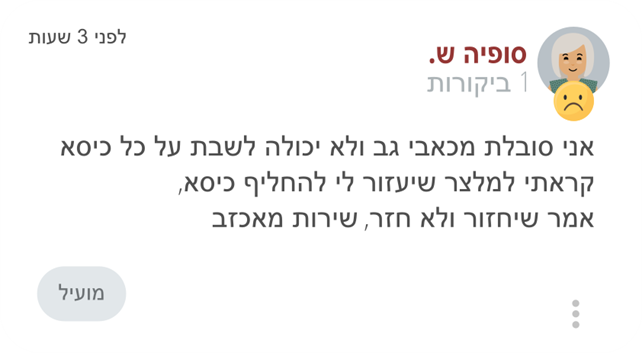 לפני 3 שעות
סופיה ש.
1 ביקורות
אני סובלת מכאבי גב ולא יכולה לשבת על כל כיסא
קראתי למלצר שיעזור לי להחליף כיסא,
אמר שיחזור ולא חזר, שירות מאכזב
מועיל